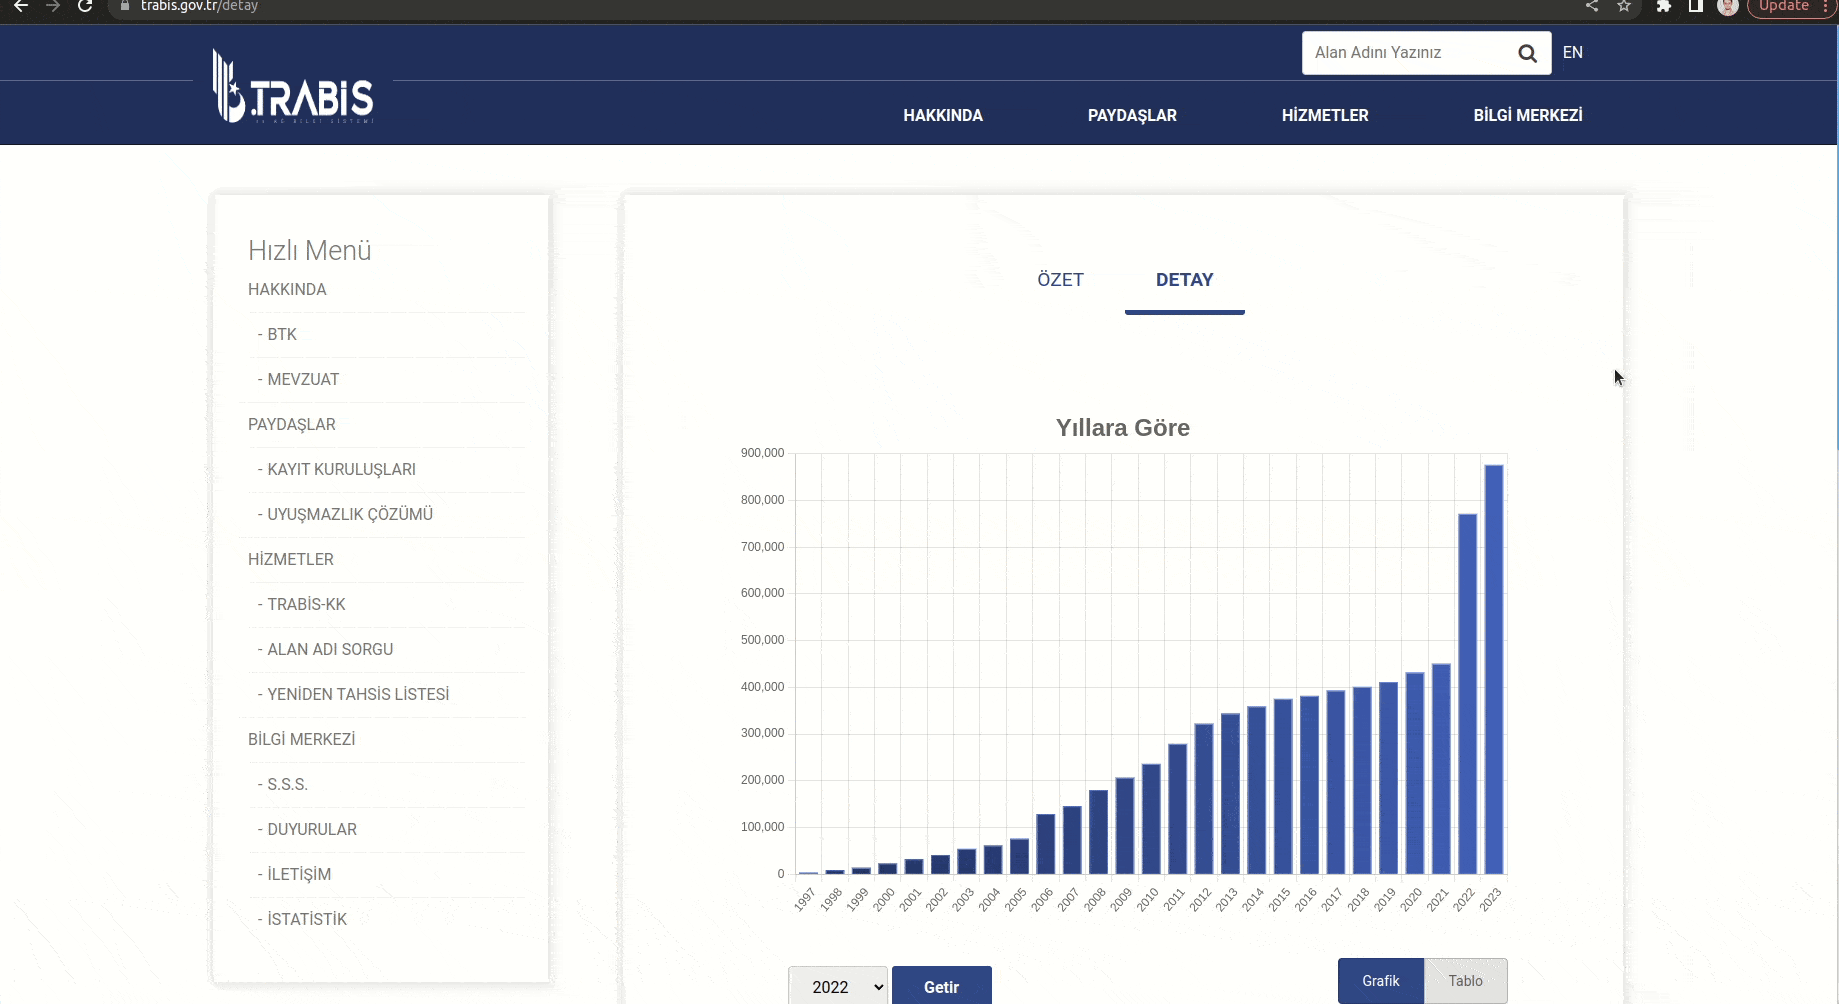 trabis.gov.tr/detay
Update
Alan Adını Yazınız
EN
.TRABİS
HAKKINDA
PAYDAŞLAR
HİZMETLER
BİLGİ MERKEZİ
Hızlı Menü
HAKKINDA
- BTK
- MEVZUAT
PAYDAŞLAR
- KAYIT KURULUŞLARI
- UYUŞMAZLIK ÇÖZÜMÜ
HİZMETLER
- TRABİS-KK
- ALAN ADI SORGU
- YENİDEN TAHSİS LİSTESİ
BİLGİ MERKEZİ
- S.S.S.
- DUYURULAR
- İLETİŞİM
- İSTATİSTİK
ÖZET
DETAY
Yıllara Göre
900,000
800,000
700,000
600,000
500,000
400,000
300,000
200,000
100,000
0
1997
1998
1999
2000
2001
2002
2003
2004
2005
2006
2007
2008
2009
2010
2011
2012
2013
2014
2015
2016
2017
2018
2019
2020
2021
2022
2023
2022
Getir
Grafik
Tablo